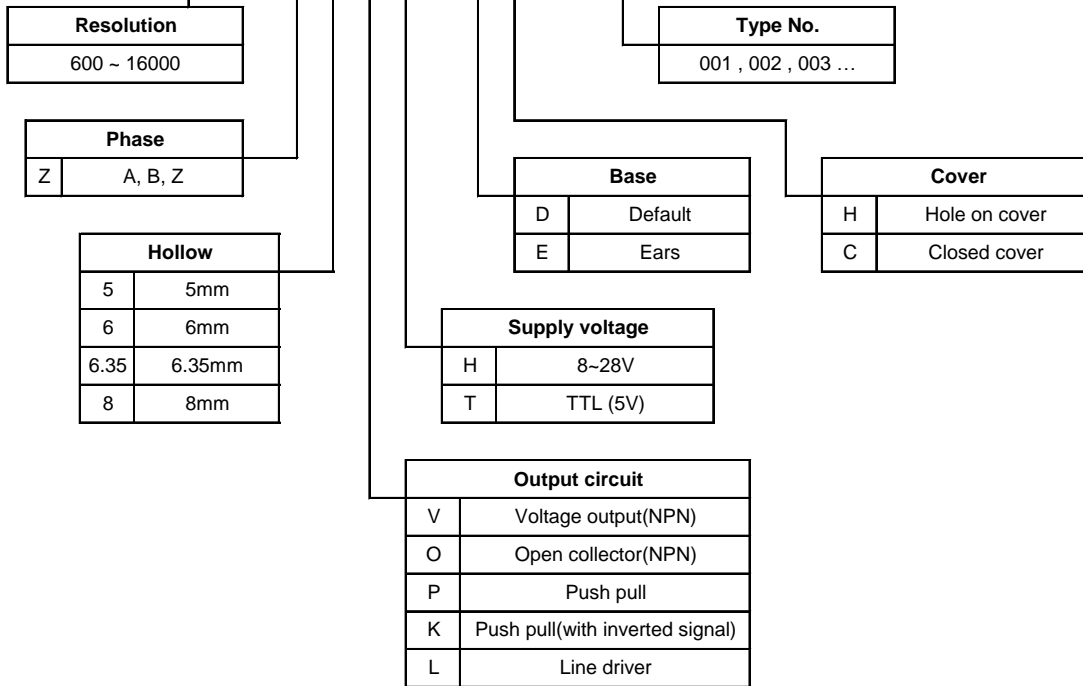 Resolution
600 ~ 16000
Type No.
001 , 002 , 003 …
Phase
Z A, B, Z
Base
D Default
E Ears
Cover
H Hole on cover
C Closed cover
Hollow
5 5mm
6 6mm
6.35 6.35mm
8 8mm
Supply voltage
H 8~28V
T TTL (5V)
Output circuit
V Voltage output(NPN)
O Open collector(NPN)
P Push pull
K Push pull(with inverted signal)
L Line driver